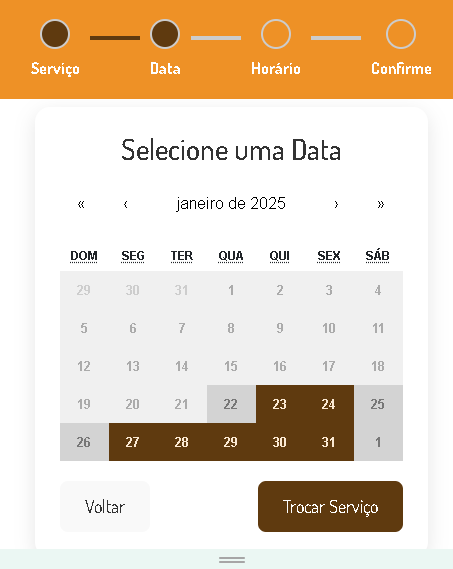 Serviço Data Horário Confirme
Selecione uma Data
« ‹ janeiro de 2025 › »
DOM SEG TER QUA QUI SEX SÁB
29 30 31 1 2 3 4
5 6 7 8 9 10 11
12 13 14 15 16 17 18
19 20 21 22 23 24 25
26 27 28 29 30 31 1
Voltar Trocar Serviço